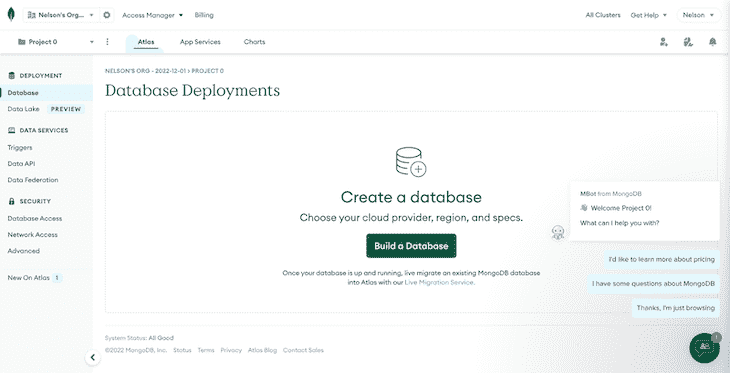 Nelson's Org...
Access Manager
Billing
All Clusters
Get Help
Nelson
Project 0
Atlas
App Services
Charts
DEPLOYMENT
Database
Data Lake
PREVIEW
DATA SERVICES
Triggers
Data API
Data Federation
SECURITY
Database Access
Network Access
Advanced
New On Atlas
1
NELSON'S ORG - 2022-12-01 > PROJECT 0
Database Deployments
Create a database
Choose your cloud provider, region, and specs.
Build a Database
Once your database is up and running, live migrate an existing MongoDB database
into Atlas with our Live Migration Service.
MBot from MongoDB
Welcome Project 0!
What can I help you with?
I'd like to learn more about pricing
I have some questions about MongoDB
Thanks, I'm just browsing
1
System Status: All Good
©2022 MongoDB, Inc.
Status
Terms
Privacy
Atlas Blog
Contact Sales